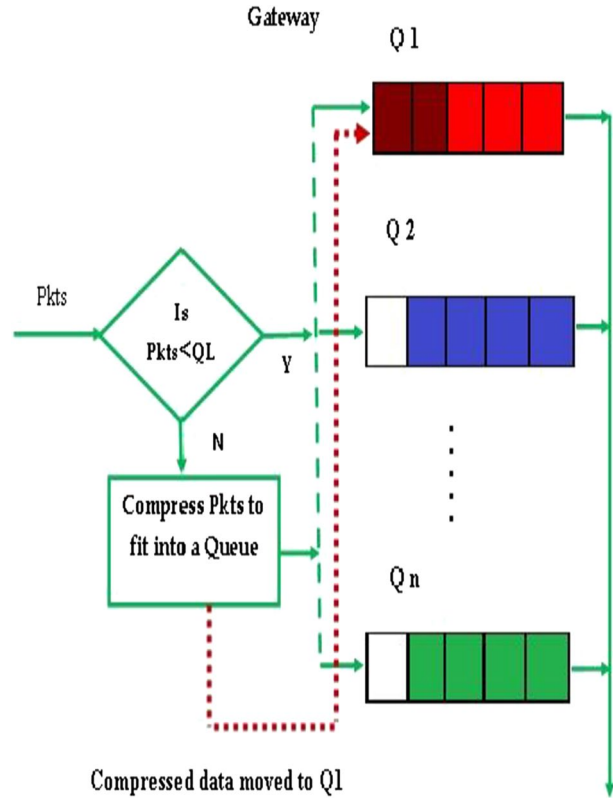 Gateway
Q 1
Q 2
Pkts
Is
Pkts<QL
Y
N
Compress Pkts to
fit into a Queue
Q n
Compressed data moved to Q1